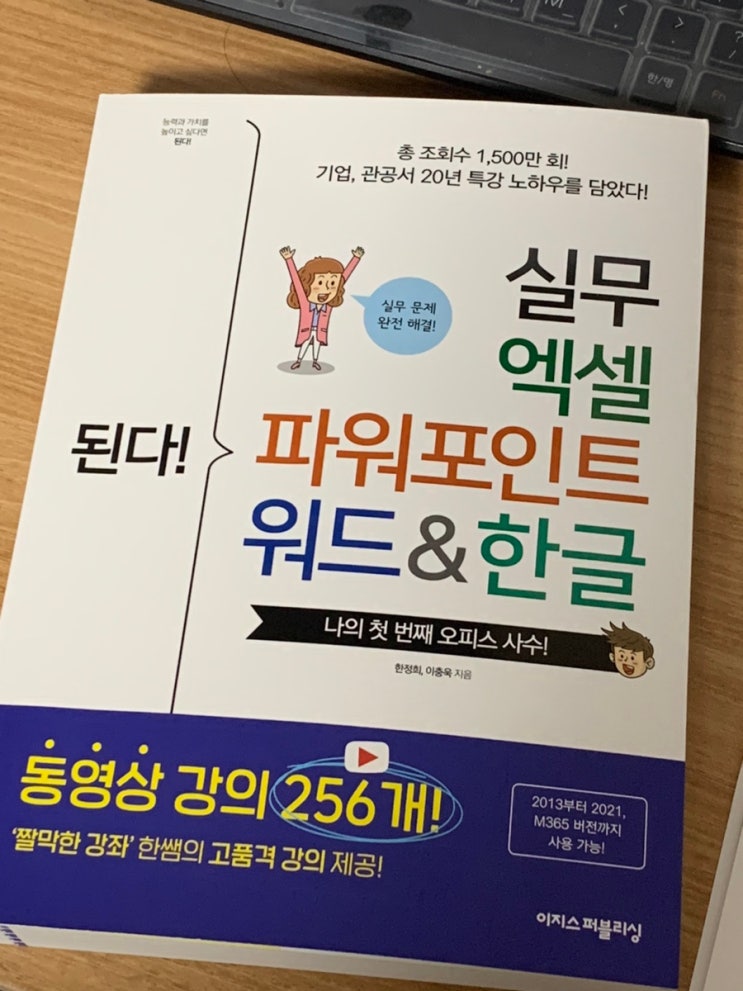 M_
<
>
?
/
한/영
Fn
능력과 가치를
높이고 싶다면
된다!
총 조회수 1,500만 회!
기업, 관공서 20년 특강 노하우를 담았다!
실무 문제
완전 해결!
된다!
실무
엑셀
파워포인트
워드&한글
나의 첫 번째 오피스 사수!
한정희, 이충욱 지음
동영상 강의 256개!
'짤막한 강좌' 한쌤의 고품격 강의 제공!
2013부터 2021,
M365 버전까지
사용 가능!
이지스 퍼블리싱